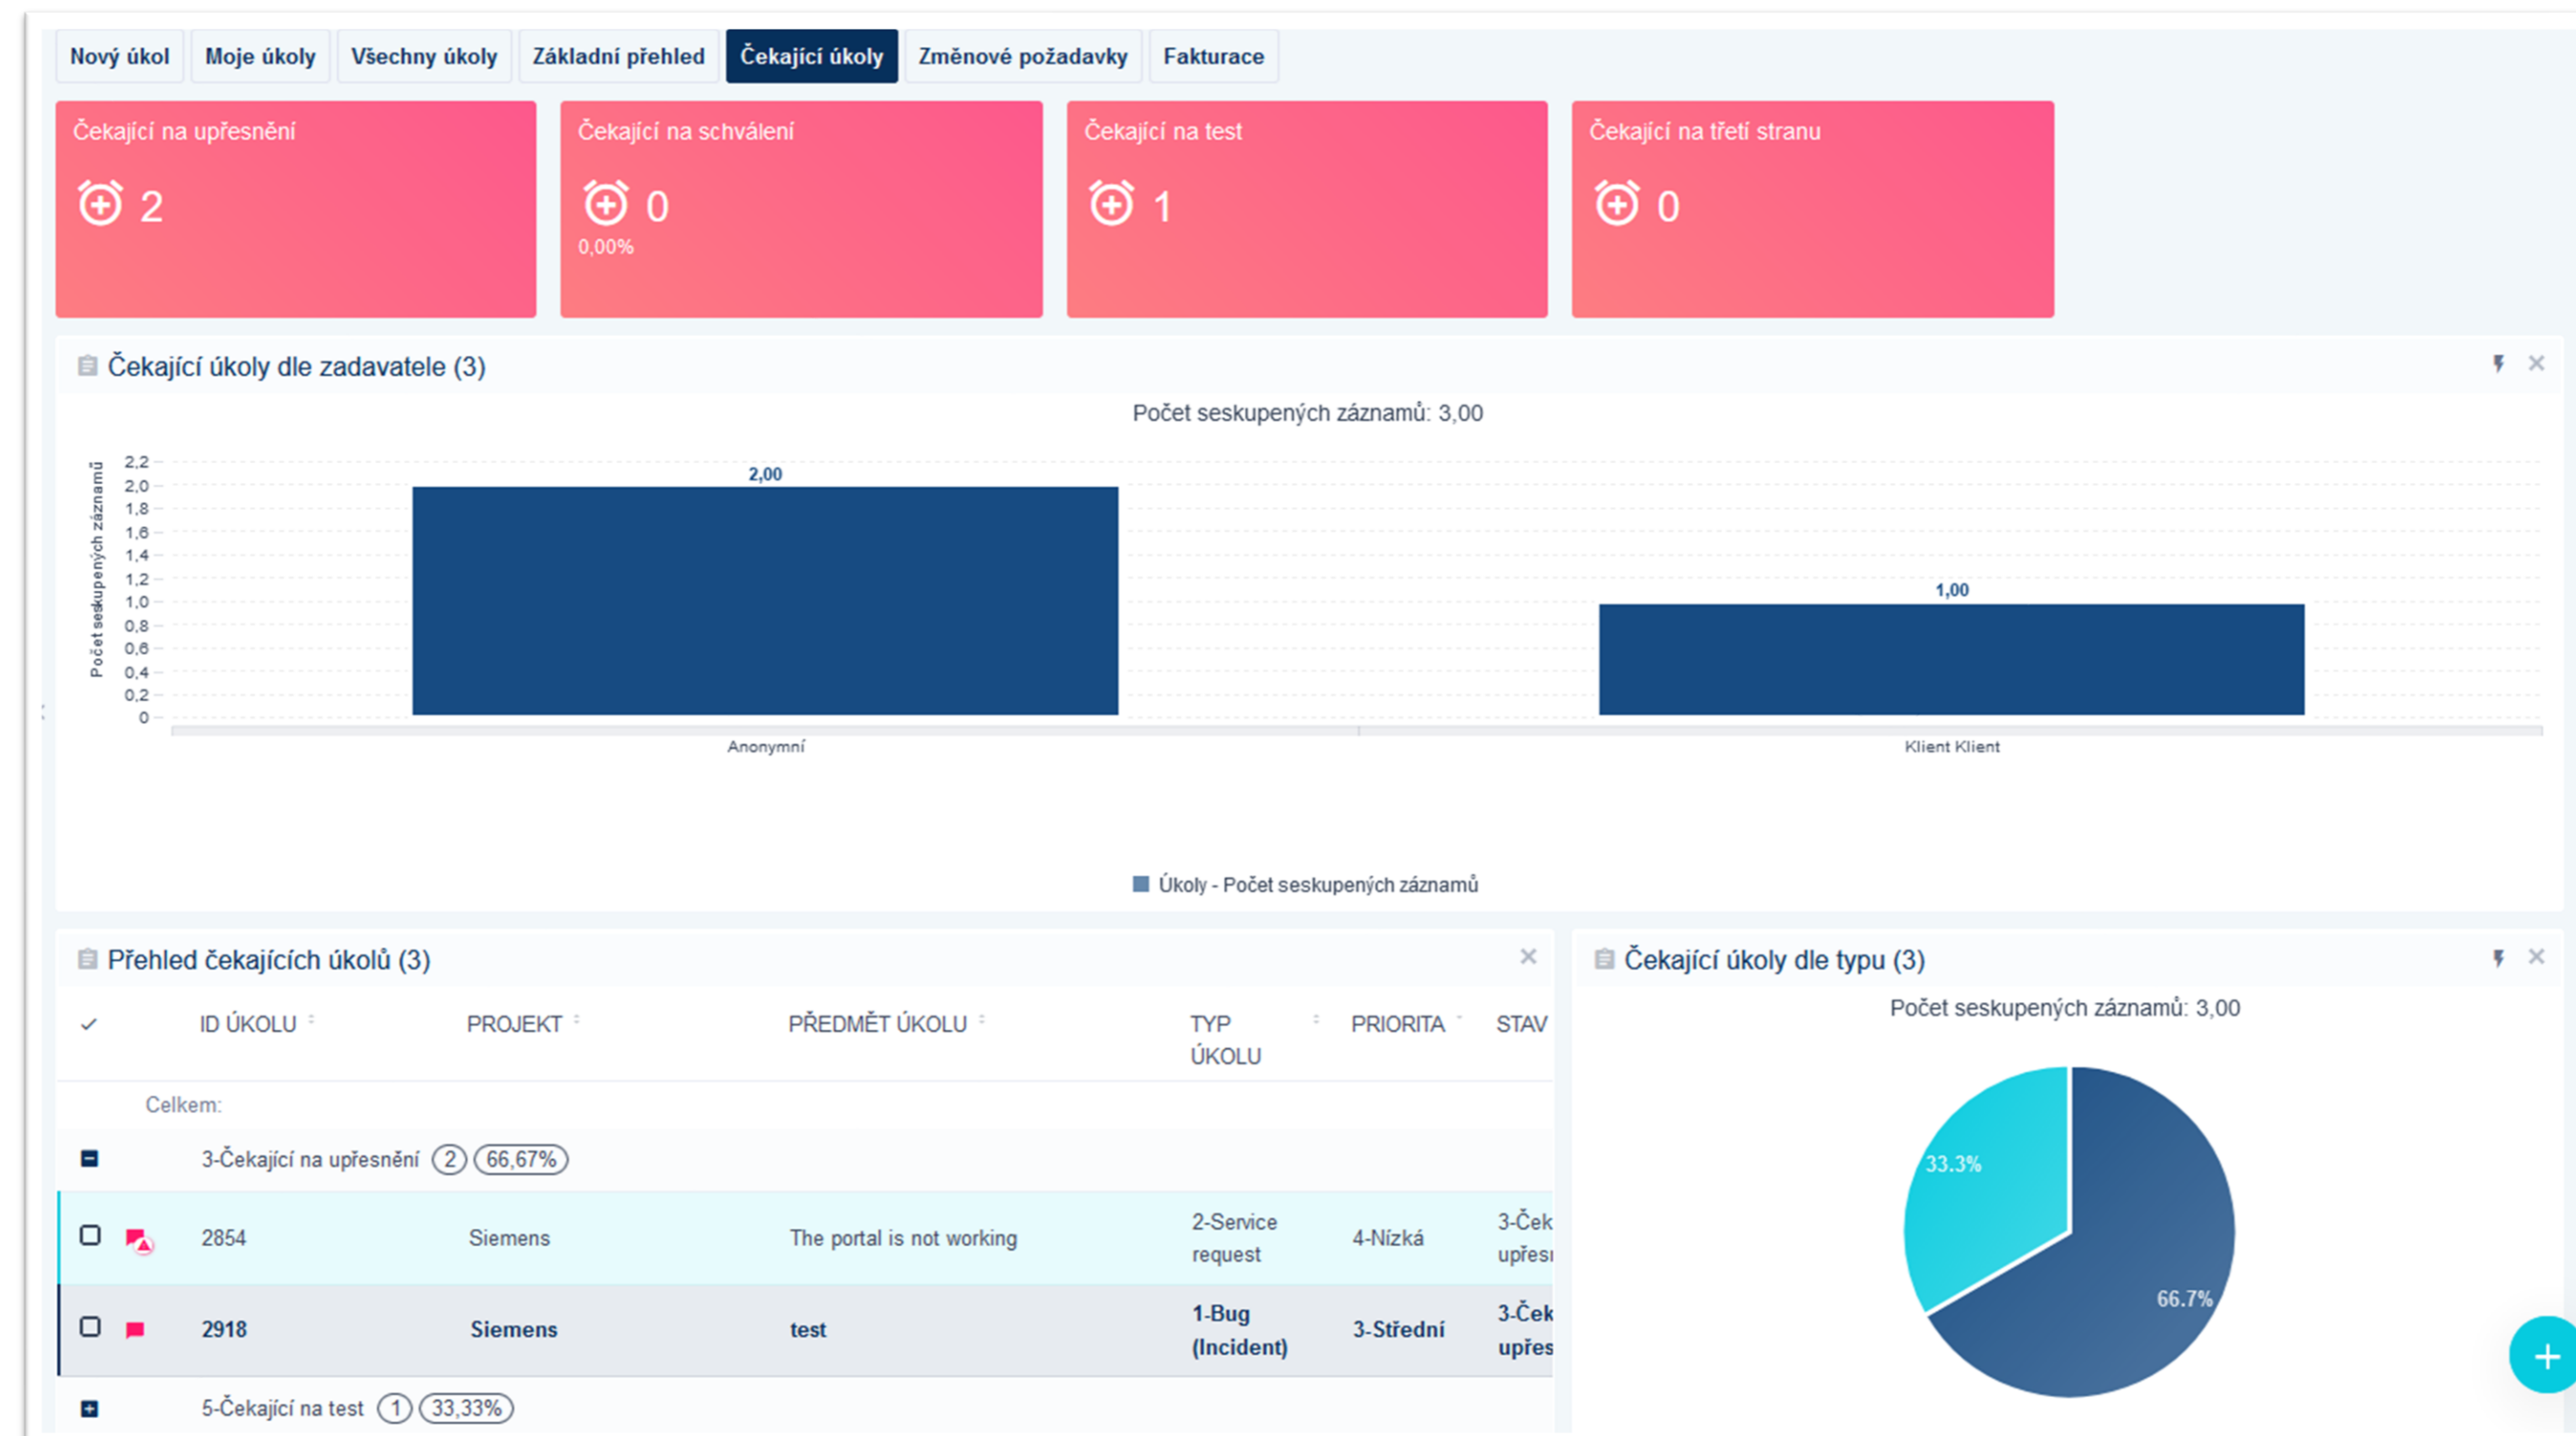 Nový úkol Moje úkoly Všechny úkoly Základní přehled Čekající úkoly Změnové požadavky Fakturace
Čekající na upřesnění
2
Čekající na schválení
0
0,00%
Čekající na test
1
Čekající na třetí stranu
0
Čekající úkoly dle zadavatele (3)
Počet seskupených záznamů: 3,00
Počet seskupených záznamů
2,2
2,0
1,8
1,6
1,4
1,2
1,0
0,8
0,6
0,4
0,2
0
2,00
1,00
Anonymní
Klient Klient
Úkoly - Počet seskupených záznamů
Přehled čekajících úkolů (3)
ID ÚKOLU PROJEKT PŘEDMĚT ÚKOLU TYP ÚKOLU PRIORITA STAV
Celkem:
3-Čekající na upřesnění 2 66,67%
2854 Siemens The portal is not working 2-Service request 4-Nízká 3-Ček
2918 Siemens test 1-Bug (Incident) 3-Střední 3-Ček upřes
5-Čekající na test 1 33,33%
Čekající úkoly dle typu (3)
Počet seskupených záznamů: 3,00
33.3%
66.7%